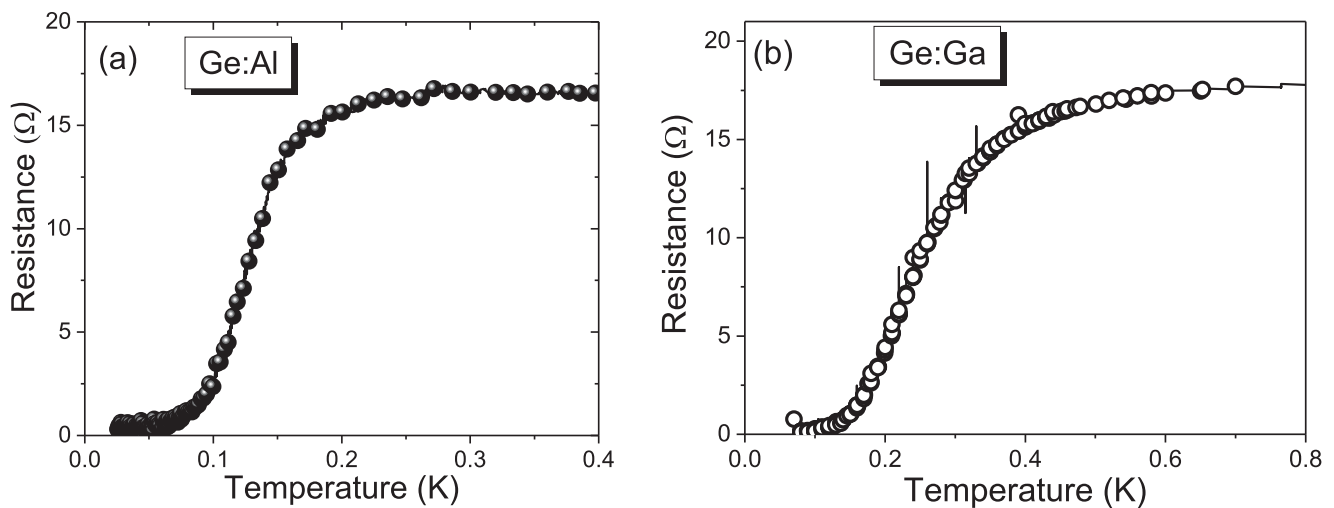 (a)
Ge:Al
Resistance (Ω)
20
15
10
5
0
0.0 0.1 0.2 0.3 0.4
Temperature (K)
(b)
Ge:Ga
Resistance (Ω)
20
15
10
5
0
0.0 0.2 0.4 0.6 0.8
Temperature (K)